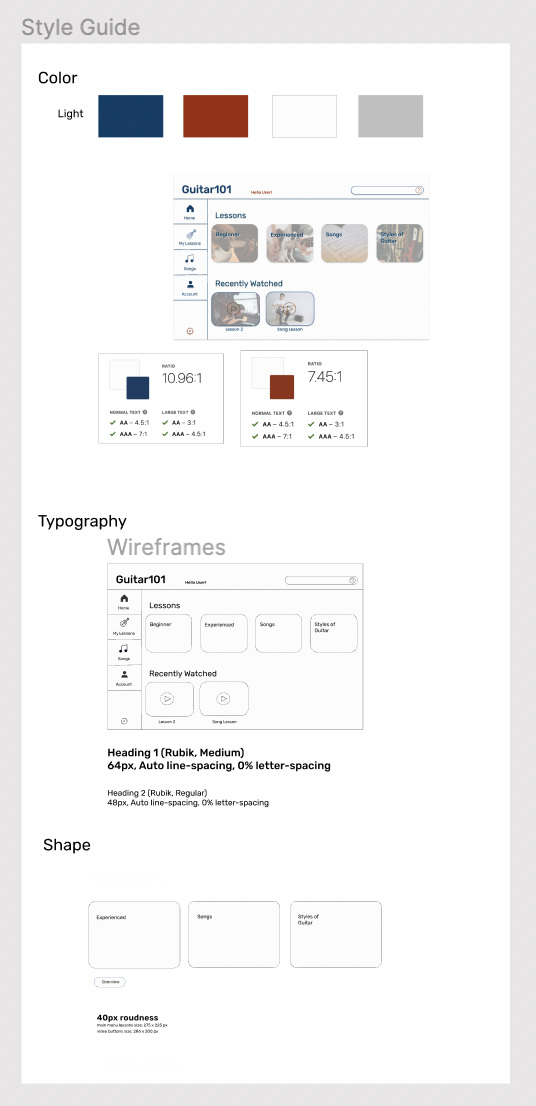 Style Guide
Color
Light
Guitar101
Hello User!
Home
My Lessons
Songs
Account
Lessons
Beginner
Experienced
Songs
Styles of
Guitar
Recently Watched
Lesson 2
Song Lesson
RATIO
10.96:1
NORMAL TEXT
LARGE TEXT
AA – 4.5:1
AA – 3:1
AAA – 7:1
AAA – 4.5:1
RATIO
7.45:1
NORMAL TEXT
LARGE TEXT
AA – 4.5:1
AA – 3:1
AAA – 7:1
AAA – 4.5:1
Typography
Wireframes
Guitar101
Hello User!
Home
My Lessons
Songs
Account
Lessons
Beginner
Experienced
Songs
Styles of
Guitar
Recently Watched
Lesson 2
Song Lesson
Heading 1 (Rubik, Medium)
64px, Auto line-spacing, 0% letter-spacing
Heading 2 (Rubik, Regular)
48px, Auto line-spacing, 0% letter-spacing
Shape
Experienced
Songs
Styles of
Guitar
Overview
40px roudness
main menu lessons size: 275 x 225 px
video buttons size: 286 x 200 px